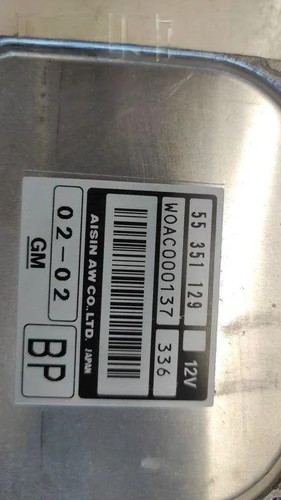 55 351 129 12V
W0AC000137 336
AISIN AW CO.,LTD. JAPAN
02-02 BP
GM